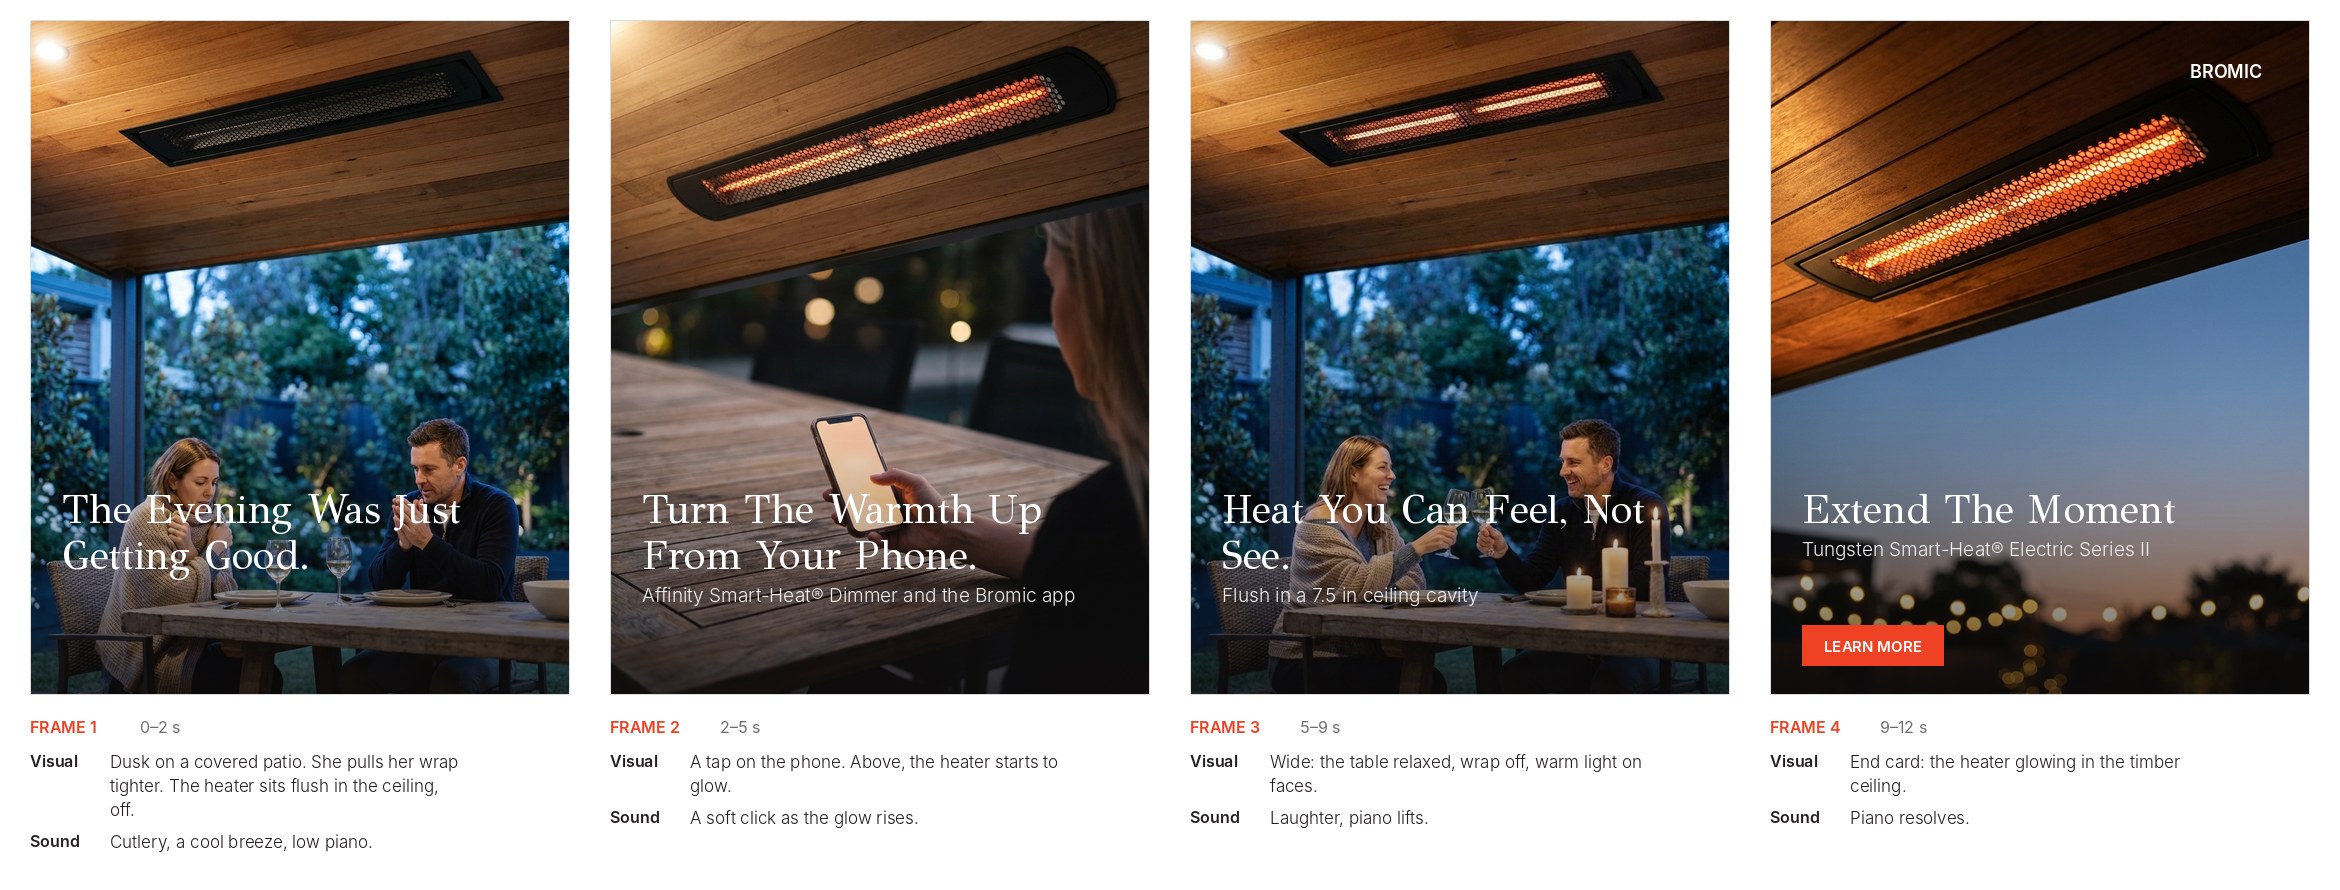 The Evening Was Just
Getting Good.
FRAME 1 0–2 s
Visual Dusk on a covered patio. She pulls her wrap
tighter. The heater sits flush in the ceiling,
off.
Sound Cutlery, a cool breeze, low piano.
Turn The Warmth Up
From Your Phone.
Affinity Smart-Heat® Dimmer and the Bromic app
FRAME 2 2–5 s
Visual A tap on the phone. Above, the heater starts to
glow.
Sound A soft click as the glow rises.
Heat You Can Feel, Not
See.
Flush in a 7.5 in ceiling cavity
FRAME 3 5–9 s
Visual Wide: the table relaxed, wrap off, warm light on
faces.
Sound Laughter, piano lifts.
BROMIC
Extend The Moment
Tungsten Smart-Heat® Electric Series II
LEARN MORE
FRAME 4 9–12 s
Visual End card: the heater glowing in the timber
ceiling.
Sound Piano resolves.